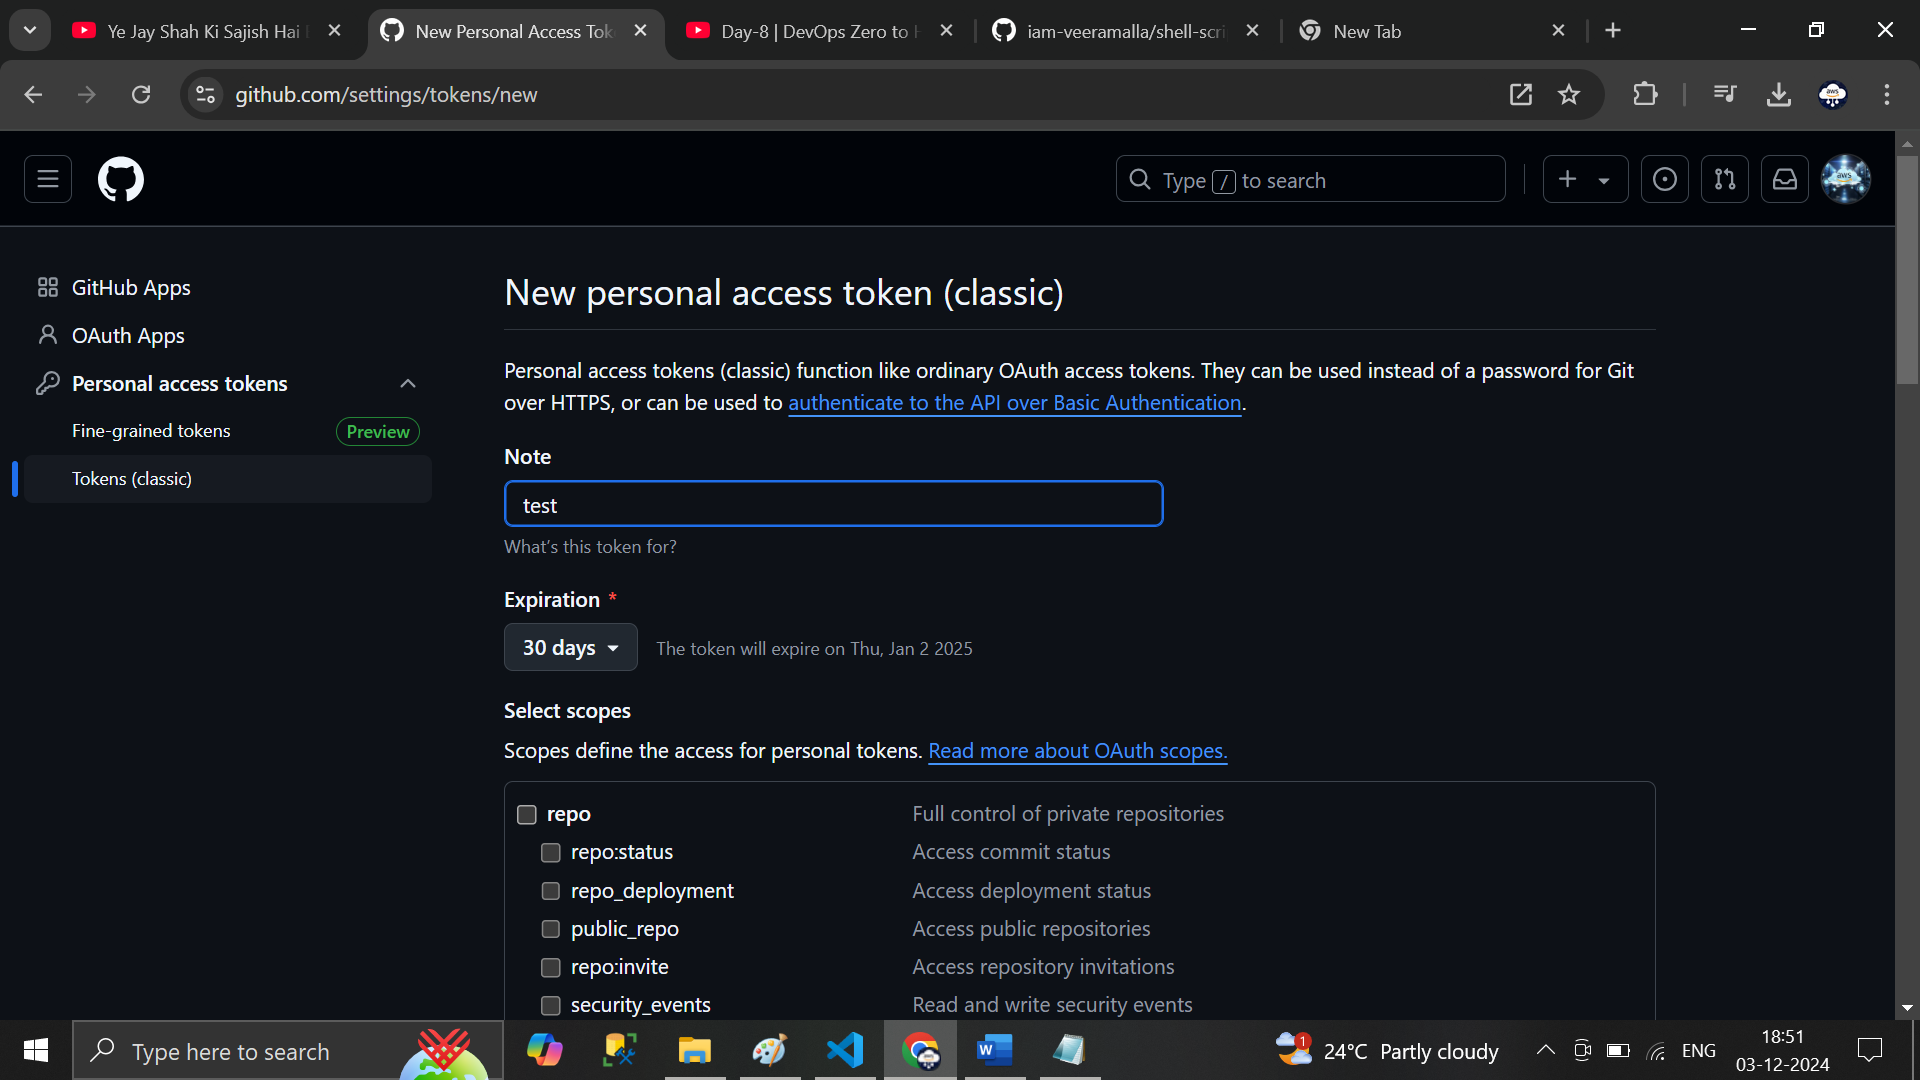 Ye Jay Shah Ki Sajish Hai
New Personal Access Tok
Day-8 | DevOps Zero to
iam-veeramalla/shell-scri
New Tab
github.com/settings/tokens/new
Type / to search
GitHub Apps
OAuth Apps
Personal access tokens
Fine-grained tokens
Preview
Tokens (classic)
New personal access token (classic)
Personal access tokens (classic) function like ordinary OAuth access tokens. They can be used instead of a password for Git
over HTTPS, or can be used to authenticate to the API over Basic Authentication.
Note
test
What's this token for?
Expiration *
30 days
The token will expire on Thu, Jan 2 2025
Select scopes
Scopes define the access for personal tokens. Read more about OAuth scopes.
repo Full control of private repositories
repo:status Access commit status
repo_deployment Access deployment status
public_repo Access public repositories
repo:invite Access repository invitations
security_events Read and write security events
Type here to search
1
24°C Partly cloudy
ENG
18:51
03-12-2024